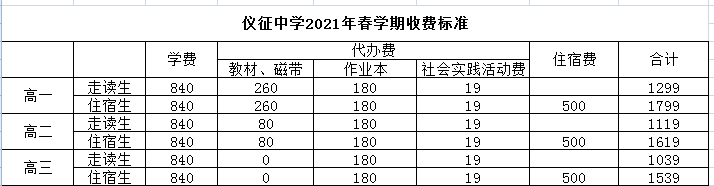 仪征中学2021年春学期收费标准
学费 代办费 住宿费 合计
教材、磁带 作业本 社会实践活动费
高一 走读生 840 260 180 19 1299
住宿生 840 260 180 19 500 1799
高二 走读生 840 80 180 19 1119
住宿生 840 80 180 19 500 1619
高三 走读生 840 0 180 19 1039
住宿生 840 0 180 19 500 1539